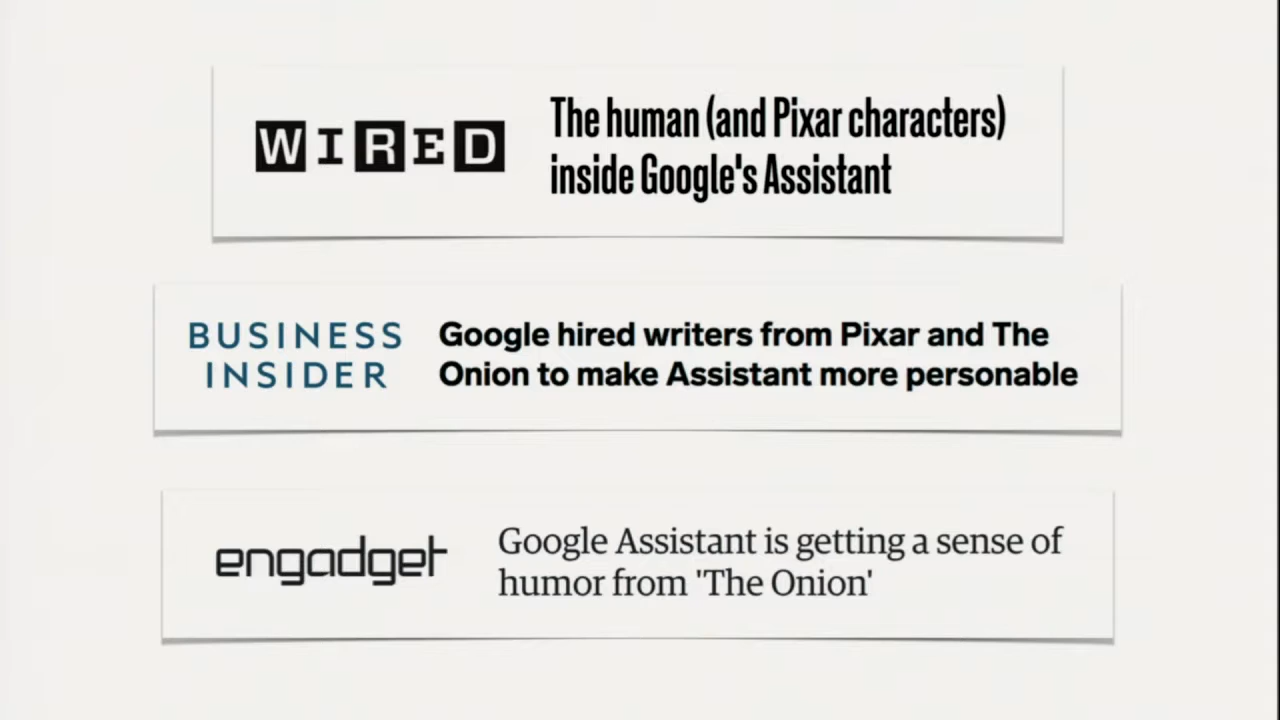 WIRED
The human (and Pixar characters)
inside Google's Assistant
BUSINESS
INSIDER
Google hired writers from Pixar and The
Onion to make Assistant more personable
engadget
Google Assistant is getting a sense of
humor from 'The Onion'